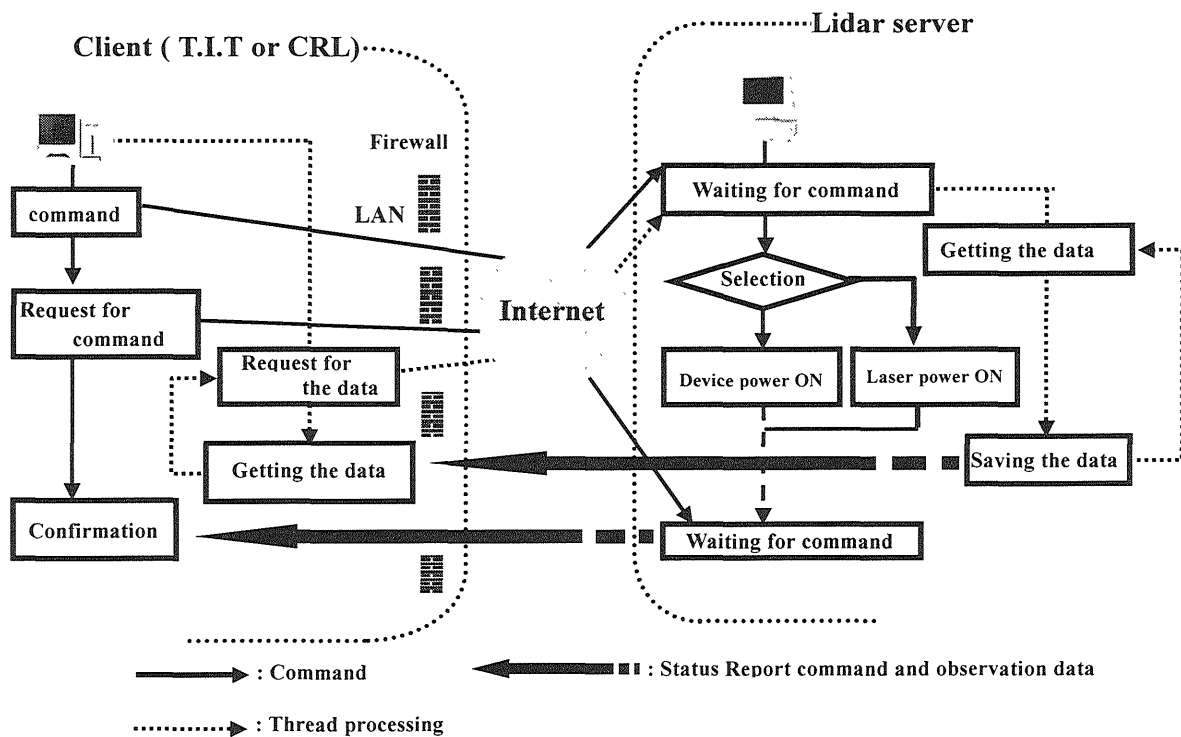 Client ( T.I.T or CRL)
Lidar server
Firewall
LAN
command
Request for
command
Request for
the data
Getting the data
Confirmation
Internet
Waiting for command
Selection
Getting the data
Device power ON
Laser power ON
Saving the data
Waiting for command
: Command
: Status Report command and observation data
: Thread processing